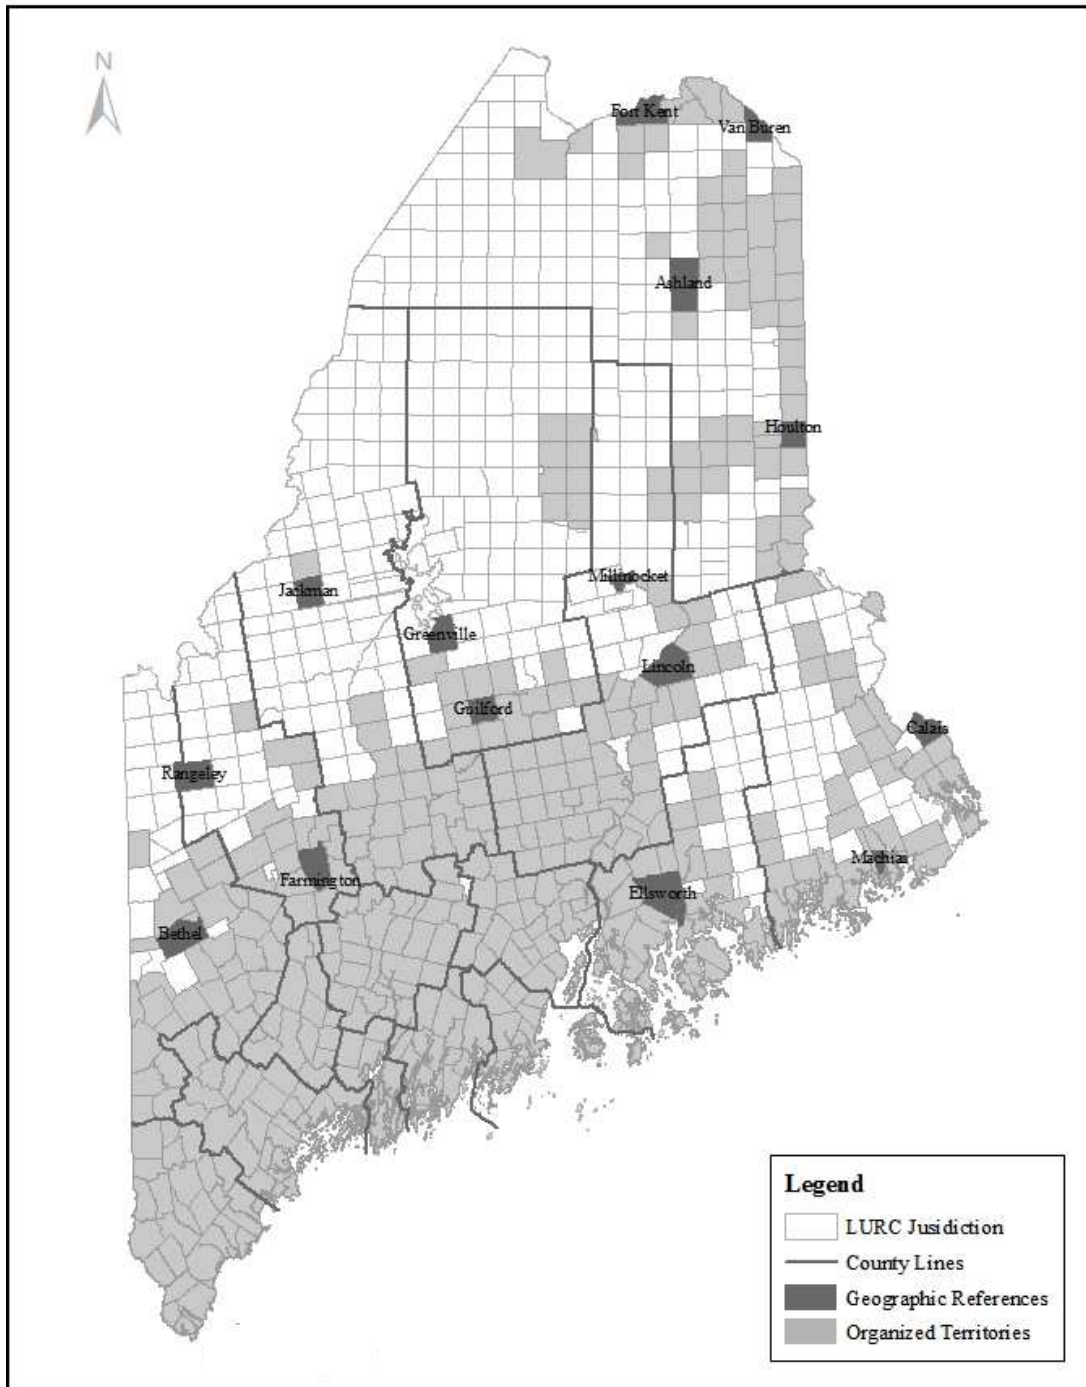 N
Fort Kent
Van Buren
Ashland
Houlton
Millinocket
Jackman
Greenville
Lincoln
Guilford
Calais
Rangeley
Machias
Farmington
Ellsworth
Bethel
Legend
LURC Jusidiction
County Lines
Geographic References
Organized Territories